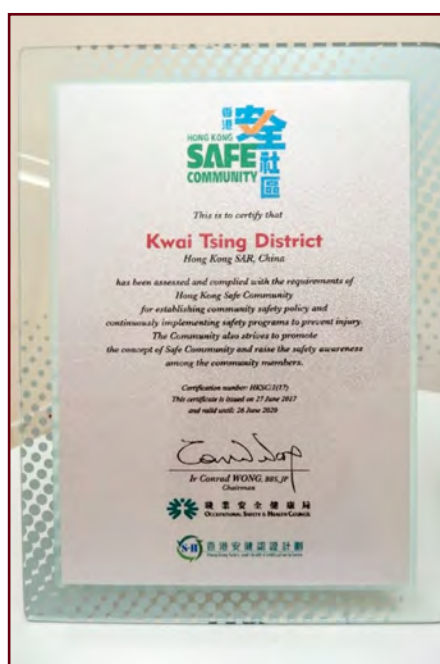 香港
安全
社區
HONG KONG
SAFE
COMMUNITY
This is to certify that
Kwai Tsing District
Hong Kong SAR, China
has been assessed and complied with the requirements of
Hong Kong Safe Community
for establishing community safety policy and
continuously implementing safety programs to prevent injury.
The Community also strives to promote
the concept of Safe Community and raise the safety awareness
among the community members.
Certification number: HKSC/1(17)
This certificate is issued on 27 June 2017
and valid until: 26 June 2020
Ir Conrad WONG, BBS, JP
Chairman
職業安全健康局
OCCUPATIONAL SAFETY & HEALTH COUNCIL
S+H
香港安健認證計劃